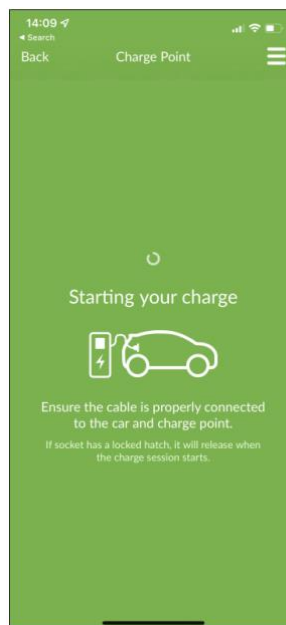 14:09
Search
Back
Charge Point
Starting your charge
Ensure the cable is properly connected
to the car and charge point.
If socket has a locked hatch, it will release when
the charge session starts.